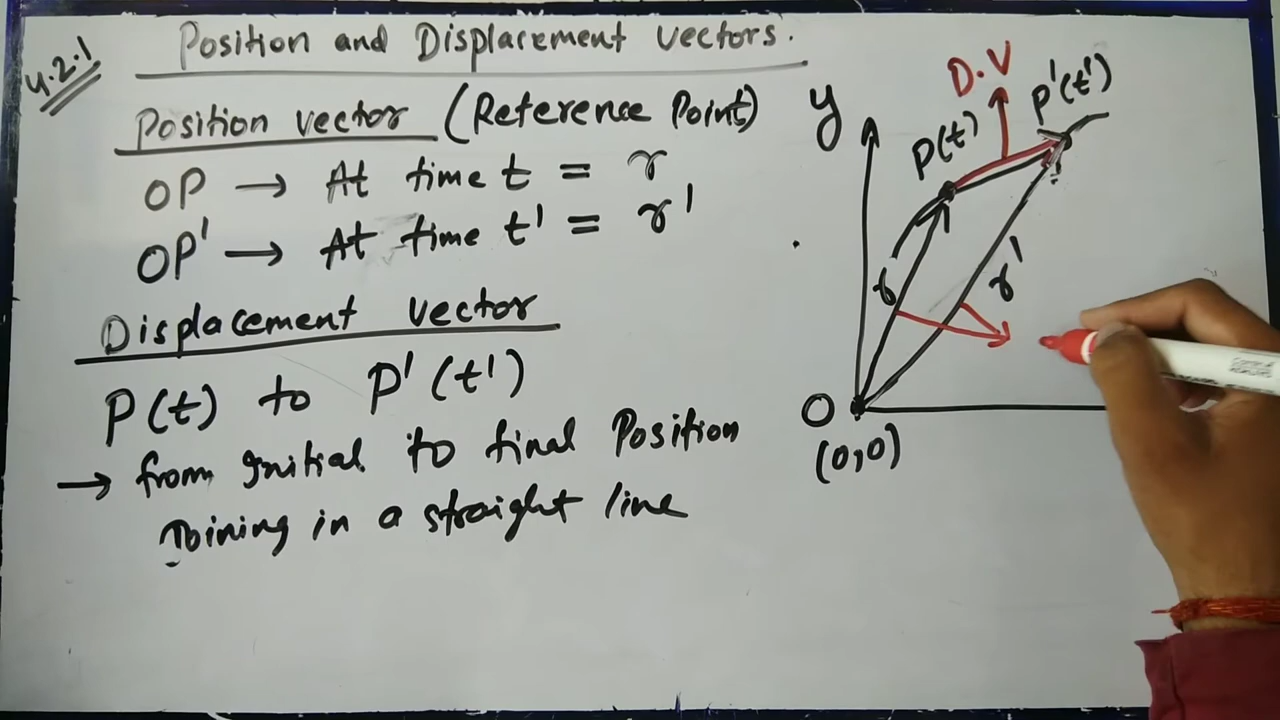 4.2.1
Position and Displacement vectors.
Position vector (Reference Point)
OP → At time t = r
OP' → At time t' = r'
Displacement vector
P(t) to P'(t')
→ from Initial to final Position
Joining in a straight line
y
D.V
P(t)
P'(t')
r
r'
O
(0,0)